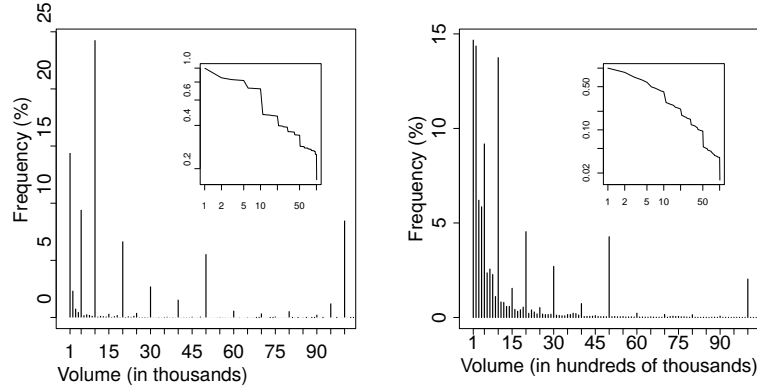 Frequency (%)
0 5 10 15 20 25
1 15 30 45 60 75 90
Volume (in thousands)
0.2 0.4 0.6 1.0
1 2 5 10 50
Frequency (%)
0 5 10 15
1 15 30 45 60 75 90
Volume (in hundreds of thousands)
0.02 0.10 0.50
1 2 5 10 50